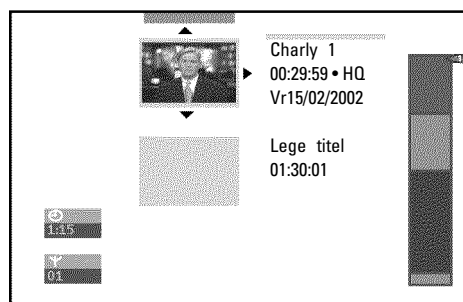 Charly 1
00:29:59 • HQ
Vr15/02/2002
Lege titel
01:30:01
1:15
01